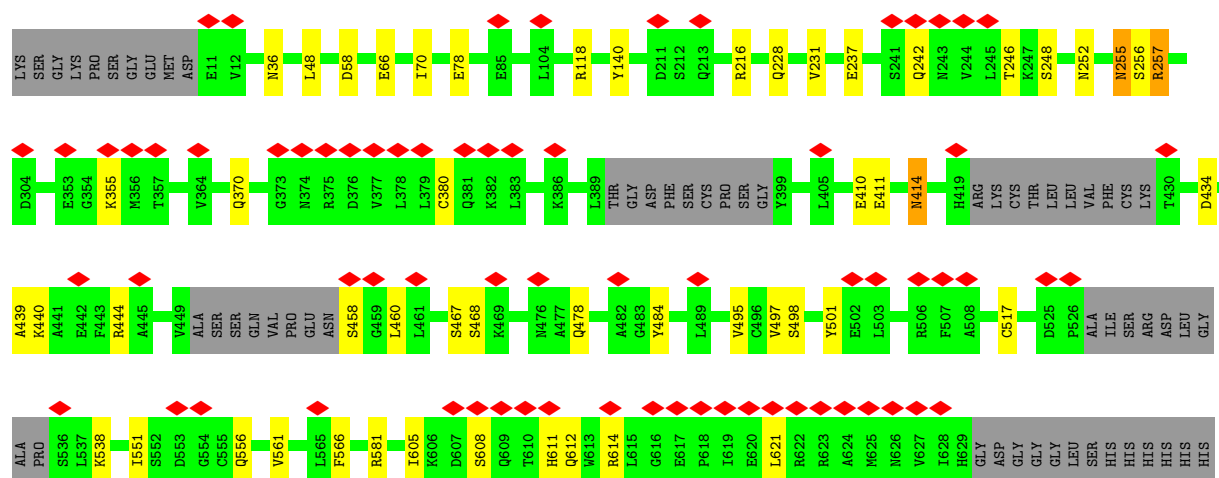 LYS SER GLY LYS PRO SER GLY GLU MET ASP E11 V12 N36 L48 D58 E66 I70 E78 E85 L104 R118 Y140 D211 S212 Q213 R216 Q228 V231 E237 S241 Q242 N243 V244 L245 T246 K247 S248 N252 N255 S256 R257
D304 E353 G354 K355 M356 T357 V364 Q370 G373 N374 R375 D376 V377 L378 L379 C380 Q381 K382 L383 K386 L389 THR GLY ASP PHE SER CYS PRO SER GLY Y399 L405 E410 E411 N414 H419 ARG LYS CYS THR LEU LEU VAL PHE CYS LYS T430 D434
A439 K440 A441 E442 F443 R444 A445 V449 ALA SER SER GLN VAL PRO GLU ASN S458 G459 L460 L461 S467 S468 K469 N476 A477 Q478 A482 G483 Y484 L489 V495 C496 V497 S498 Y501 E502 L503 R506 F507 A508 C517 D525 P526 ALA ILE SER ARG ASP LEU GLY
ALA PRO S536 L537 K538 I551 S552 D553 G554 C555 Q556 V561 L565 F566 R581 I605 K606 D607 S608 Q609 T610 H611 Q612 W613 R614 L615 G616 E617 P618 I619 E620 L621 R622 R623 A624 M625 N626 V627 I628 H629 GLY ASP GLY GLY GLY LEU SER HIS HIS HIS HIS HIS HIS